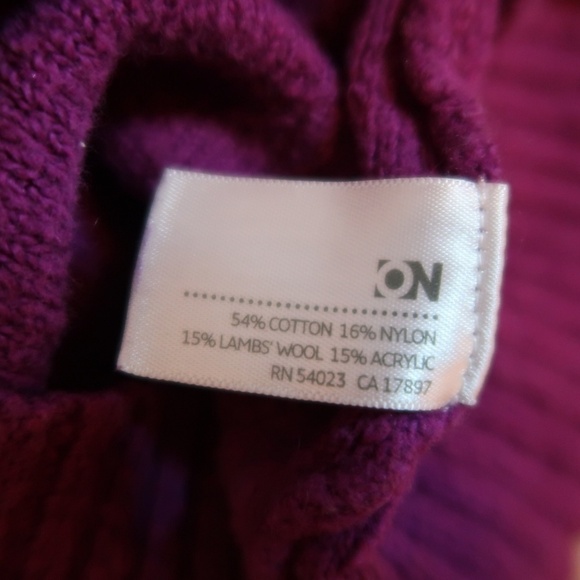 ON
54% COTTON 16% NYLON
15% LAMBS' WOOL 15% ACRYLIC
RN 54023 CA 17897